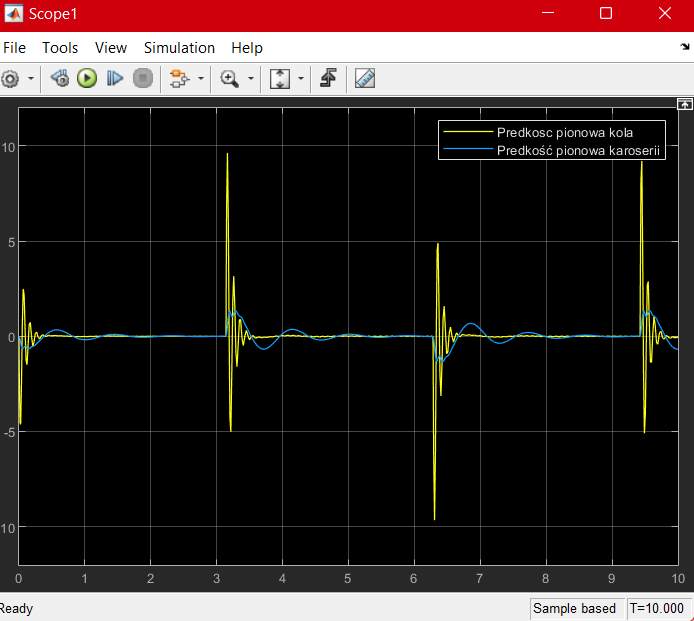 Scope1
File Tools View Simulation Help
Predkosc pionowa kola
Predkość pionowa karoserii
10
5
0
-5
10
0 1 2 3 4 5 6 7 8 9 10
Ready Sample based T=10.000